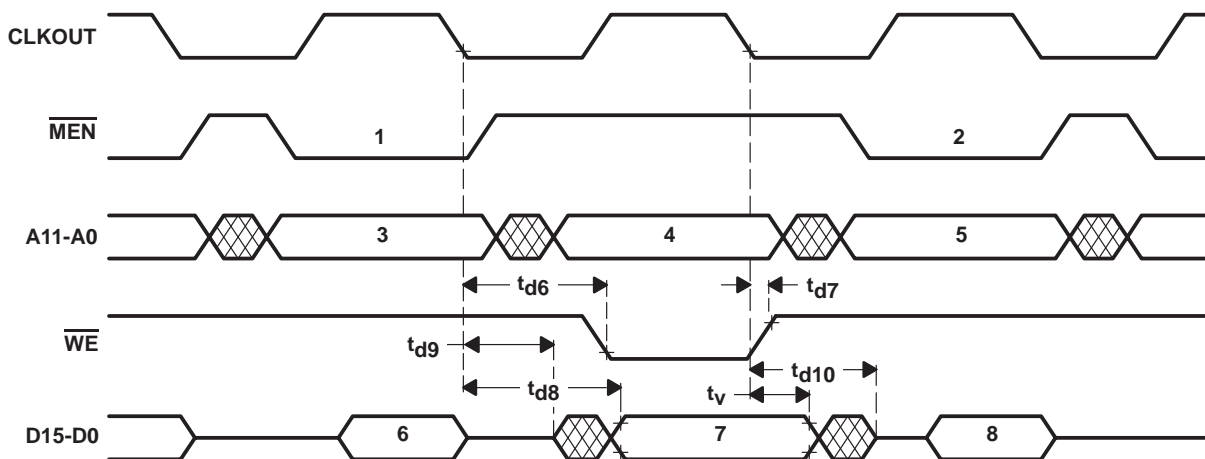 CLKOUT
MEN
1
2
A11-A0
3
4
5
td6
td7
WE
td9
td10
td8
tv
D15-D0
6
7
8